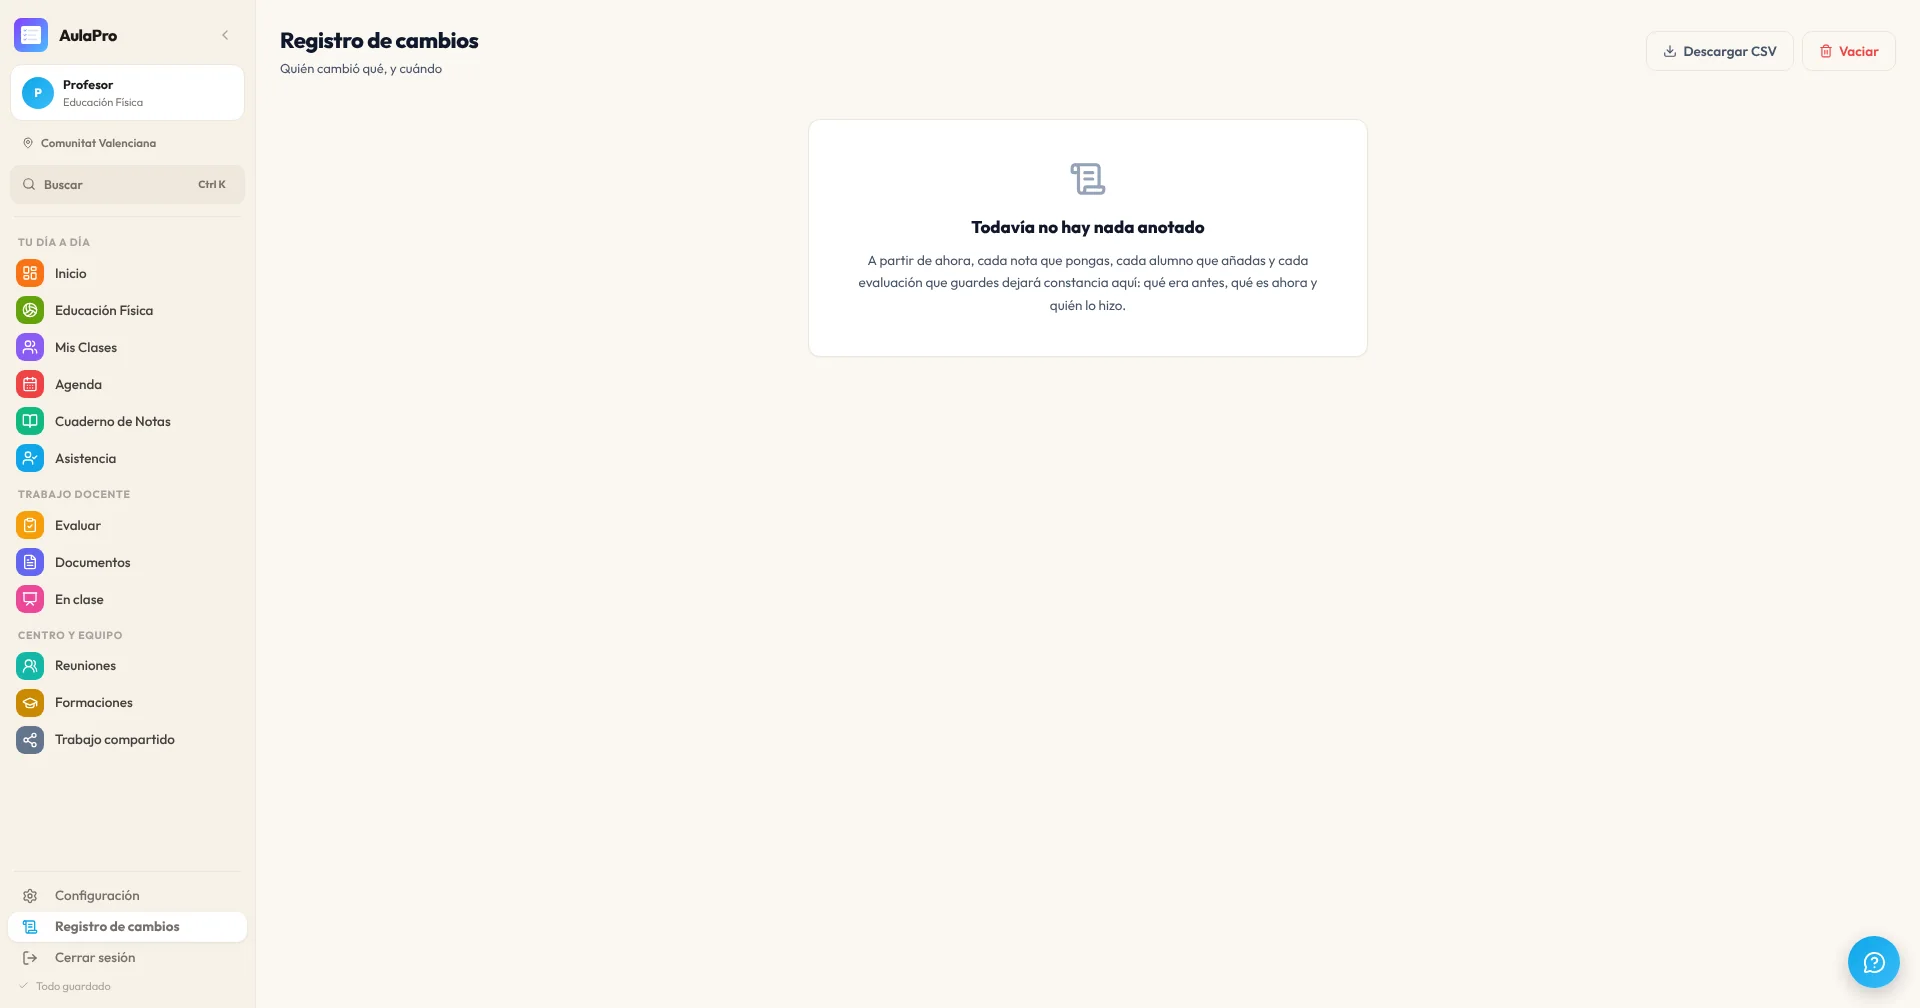 AulaPro
P
Profesor
Educación Física
Comunitat Valenciana
Buscar Ctrl K
TU DÍA A DÍA
Inicio
Educación Física
Mis Clases
Agenda
Cuaderno de Notas
Asistencia
TRABAJO DOCENTE
Evaluar
Documentos
En clase
CENTRO Y EQUIPO
Reuniones
Formaciones
Trabajo compartido
Configuración
Registro de cambios
Cerrar sesión
Todo guardado
Registro de cambios
Quién cambió qué, y cuándo
Descargar CSV
Vaciar
Todavía no hay nada anotado
A partir de ahora, cada nota que pongas, cada alumno que añadas y cada
evaluación que guardes dejará constancia aquí: qué era antes, qué es ahora y
quién lo hizo.